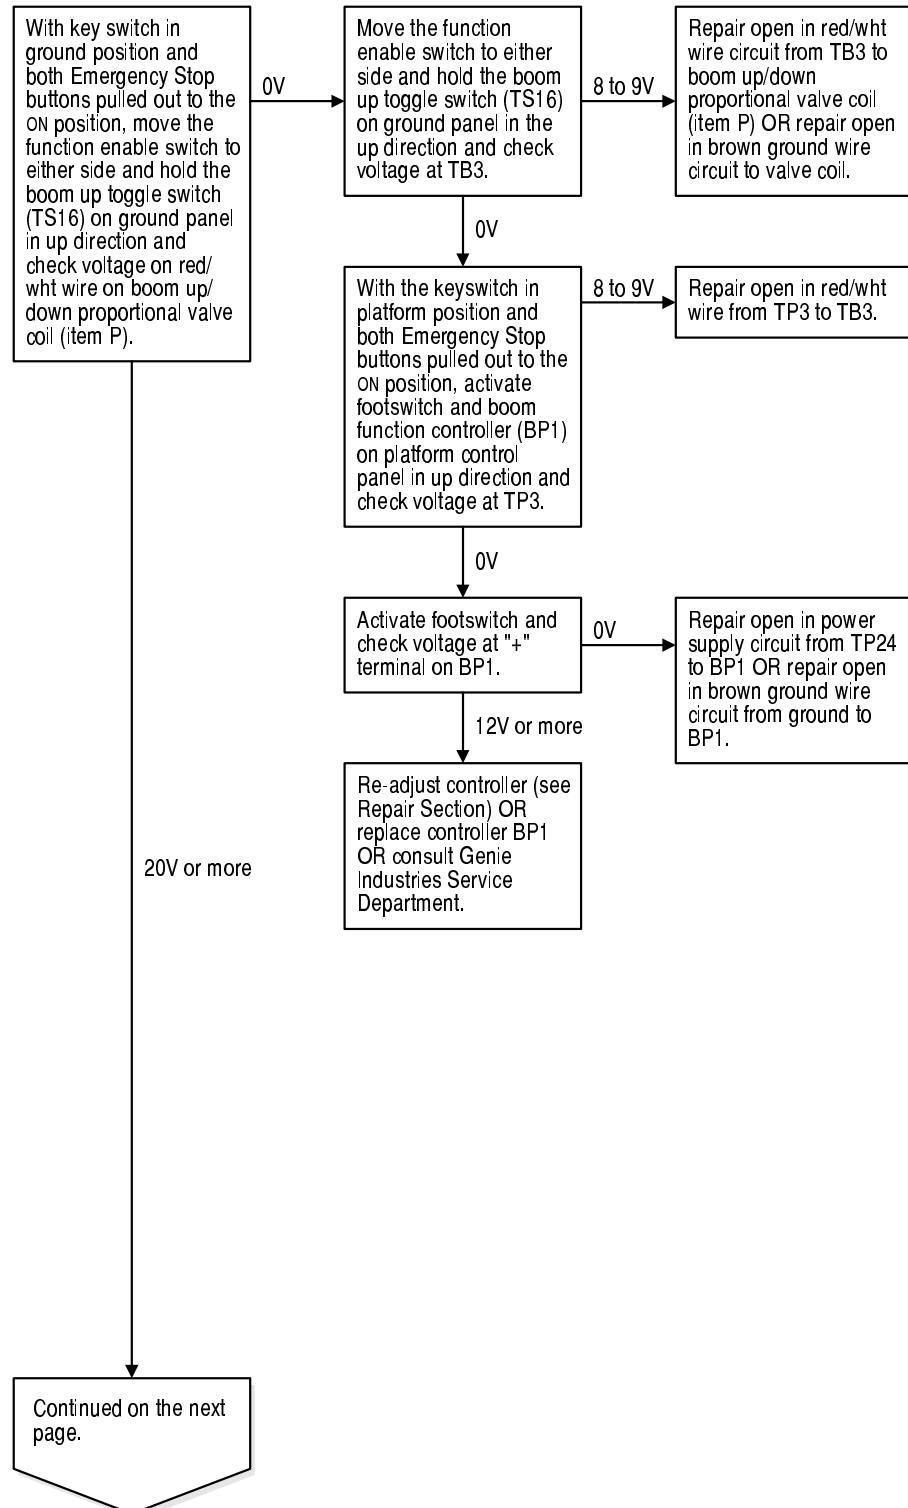 With key switch in
ground position and
both Emergency Stop
buttons pulled out to the
ON position, move the
function enable switch to
either side and hold the
boom up toggle switch
(TS16) on ground panel
in up direction and
check voltage on red/
wht wire on boom up/
down proportional valve
coil (item P).
0V
Move the function
enable switch to either
side and hold the boom
up toggle switch (TS16)
on ground panel in the
up direction and check
voltage at TB3.
8 to 9V
Repair open in red/wht
wire circuit from TB3 to
boom up/down
proportional valve coil
(item P) OR repair open
in brown ground wire
circuit to valve coil.
0V
With the keyswitch in
platform position and
both Emergency Stop
buttons pulled out to the
ON position, activate
footswitch and boom
function controller (BP1)
on platform control
panel in up direction and
check voltage at TP3.
8 to 9V
Repair open in red/wht
wire from TP3 to TB3.
0V
Activate footswitch and
check voltage at "+"
terminal on BP1.
0V
Repair open in power
supply circuit from TP24
to BP1 OR repair open
in brown ground wire
circuit from ground to
BP1.
12V or more
Re-adjust controller (see
Repair Section) OR
replace controller BP1
OR consult Genie
Industries Service
Department.
20V or more
Continued on the next
page.